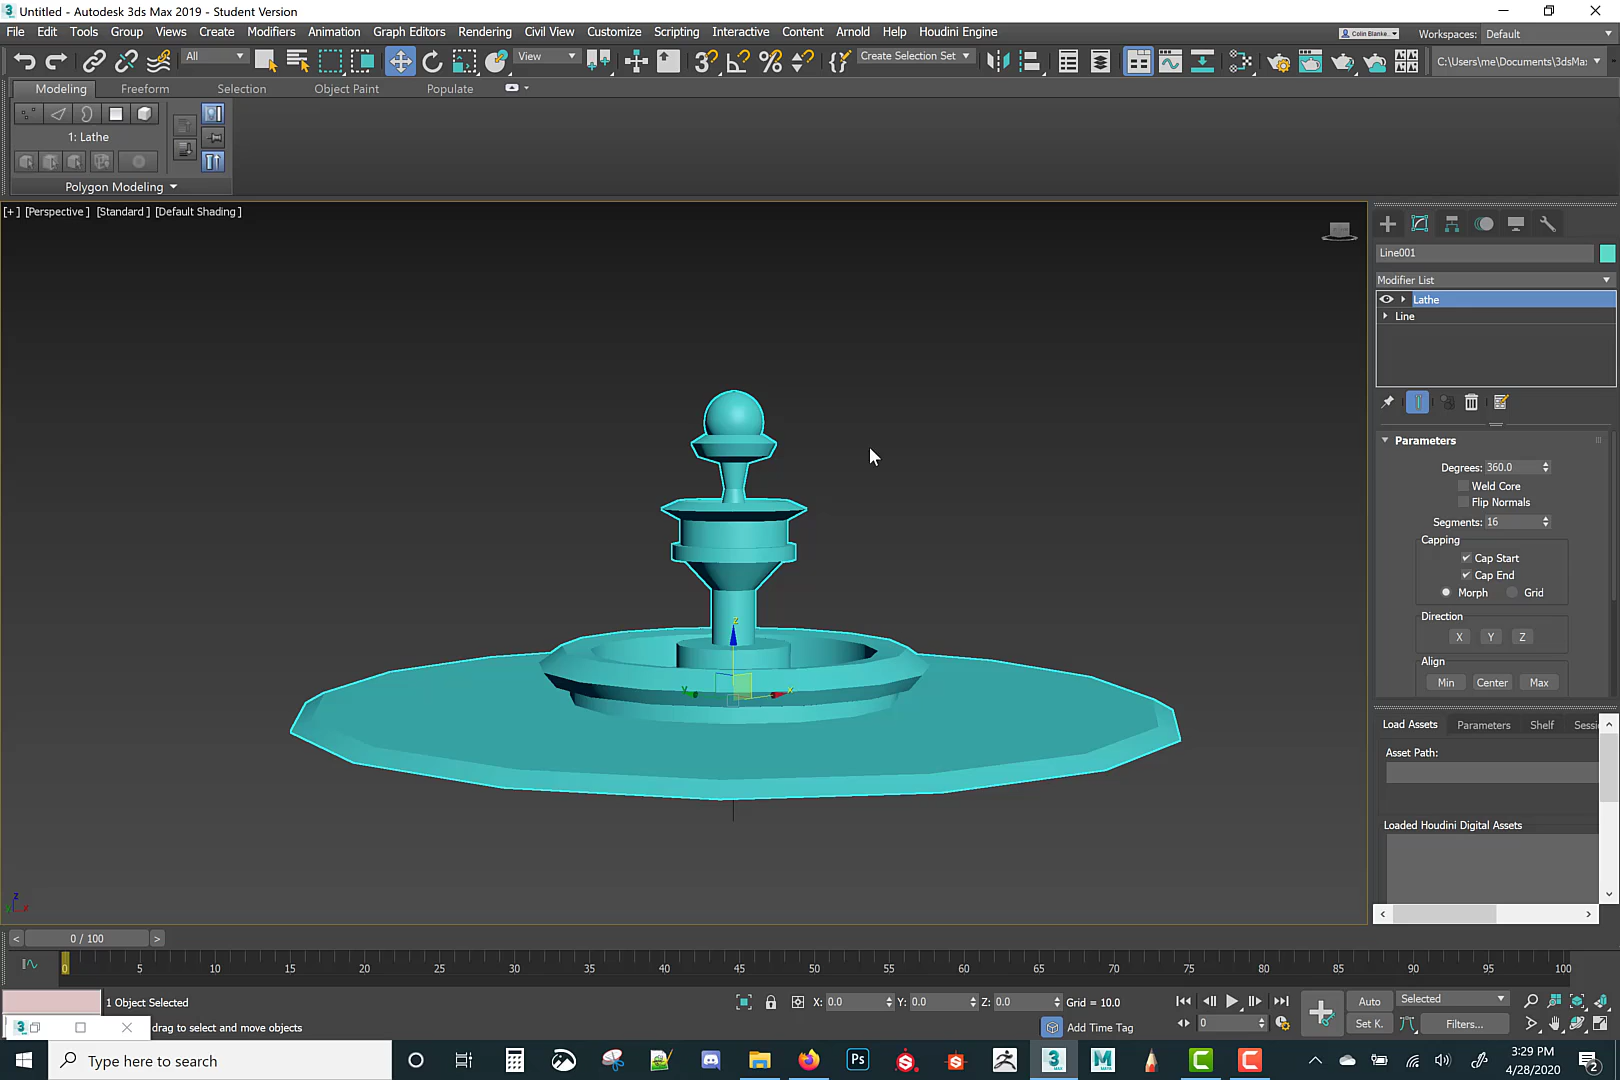 Untitled - Autodesk 3ds Max 2019 - Student Version
File Edit Tools Group Views Create Modifiers Animation Graph Editors Rendering Civil View Customize Scripting Interactive Content Arnold Help Houdini Engine
Colin Blanke... Workspaces: Default
All View Create Selection Set C:\Users\me\Documents\3dsMa:
Modeling Freeform Selection Object Paint Populate
1: Lathe
Polygon Modeling
[+] [Perspective] [Standard] [Default Shading]
Line001
Modifier List
Lathe
Line
Parameters
Degrees: 360.0
Weld Core
Flip Normals
Segments: 16
Capping
Cap Start
Cap End
Morph Grid
Direction
X Y Z
Align
Min Center Max
z
y x
Load Assets Parameters Shelf Sessi
Asset Path:
Loaded Houdini Digital Assets
z
x
0 / 100
0 5 10 15 20 25 30 35 40 45 50 55 60 65 70 75 80 85 90 95 100
1 Object Selected X: 0.0 Y: 0.0 Z: 0.0 Grid = 10.0 Auto Selected
drag to select and move objects Add Time Tag 0 Set K. Filters...
Type here to search
3:29 PM
4/28/2020
2